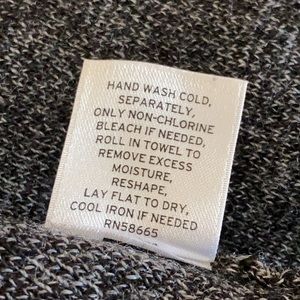 HAND WASH COLD,
SEPARATELY,
ONLY NON-CHLORINE
BLEACH IF NEEDED,
ROLL IN TOWEL TO
REMOVE EXCESS
MOISTURE,
RESHAPE,
LAY FLAT TO DRY,
COOL IRON IF NEEDED
RN58665